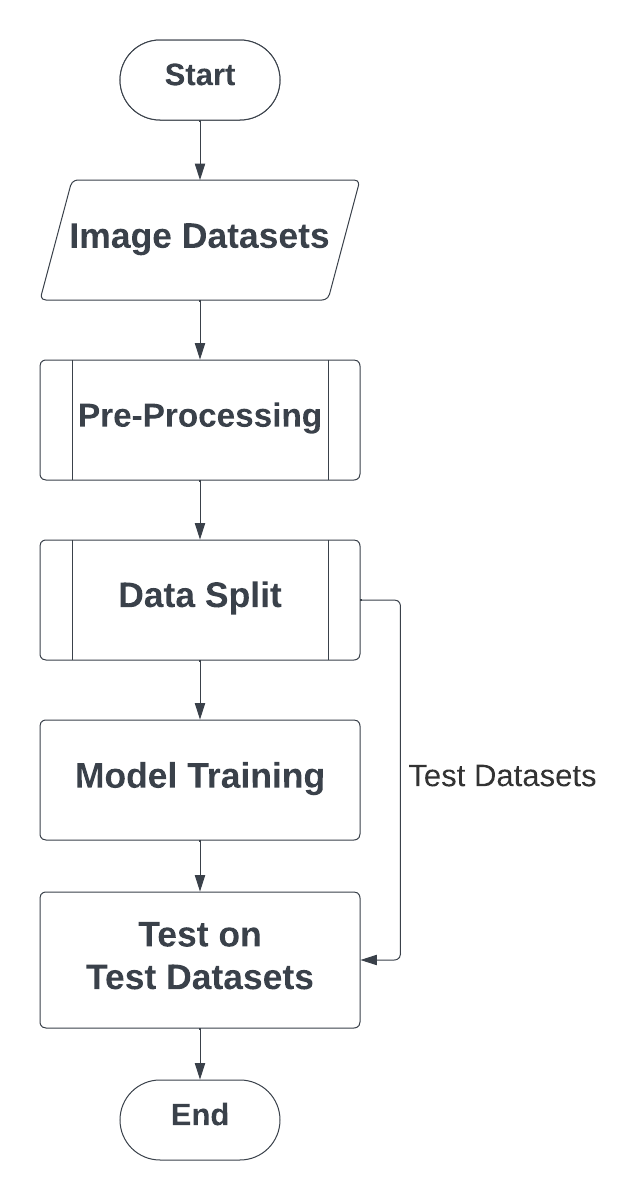 Start
Image Datasets
Pre-Processing
Data Split
Model Training
Test Datasets
Test on
Test Datasets
End